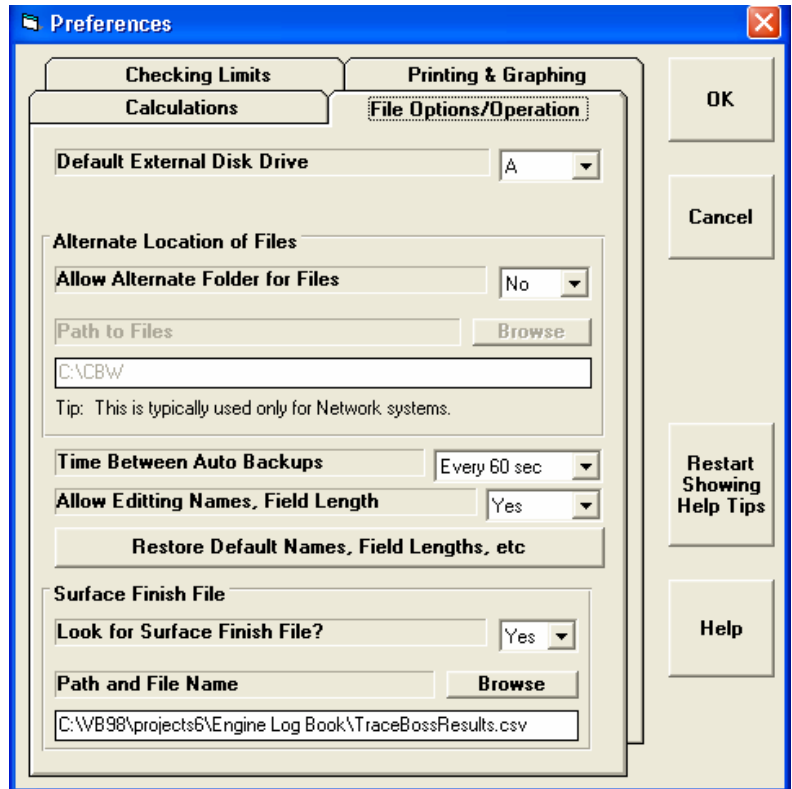 Preferences
Checking Limits
Printing & Graphing
Calculations
File Options/Operation
OK
Default External Disk Drive
A
Cancel
Alternate Location of Files
Allow Alternate Folder for Files
No
Path to Files
Browse
C:\CBW
Tip: This is typically used only for Network systems.
Time Between Auto Backups
Every 60 sec
Allow Editting Names, Field Length
Yes
Restart
Showing
Help Tips
Restore Default Names, Field Lengths, etc
Surface Finish File
Look for Surface Finish File?
Yes
Help
Path and File Name
Browse
C:\VB98\projects6\Engine Log Book\TraceBossResults.csv